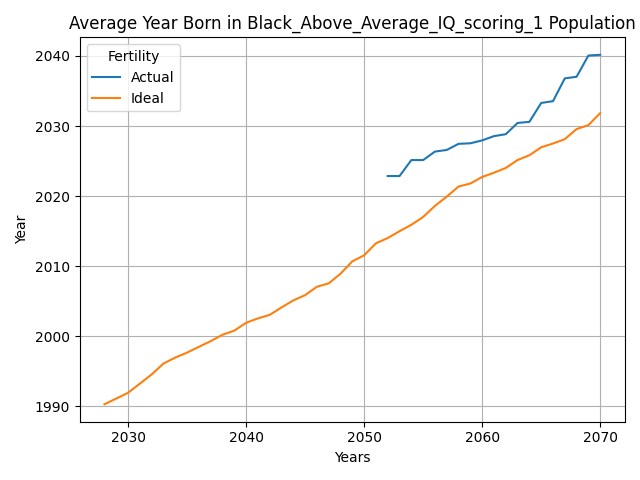 Average Year Born in Black_Above_Average_IQ_scoring_1 Population
Fertility
Actual
Ideal
2040
2030
2020
2010
2000
1990
Year
2030 2040 2050 2060 2070
Years